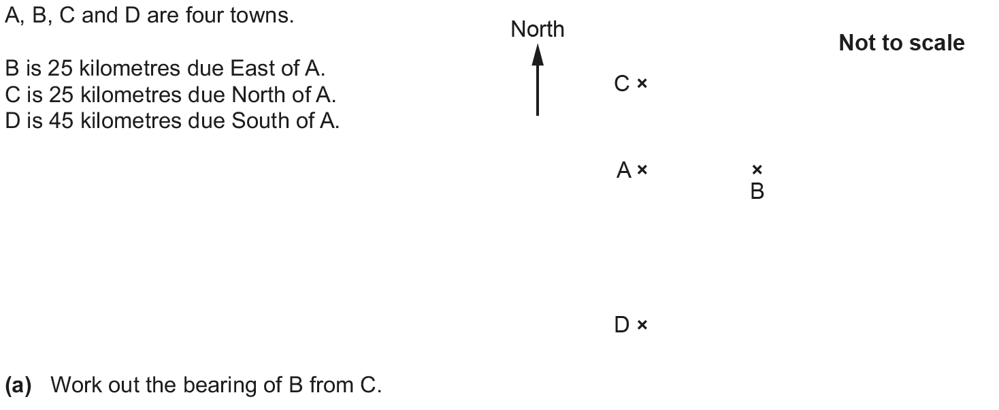 A, B, C and D are four towns.
B is 25 kilometres due East of A.
C is 25 kilometres due North of A.
D is 45 kilometres due South of A.
North
Not to scale
C ×
A ×
×
B
D ×
(a) Work out the bearing of B from C.